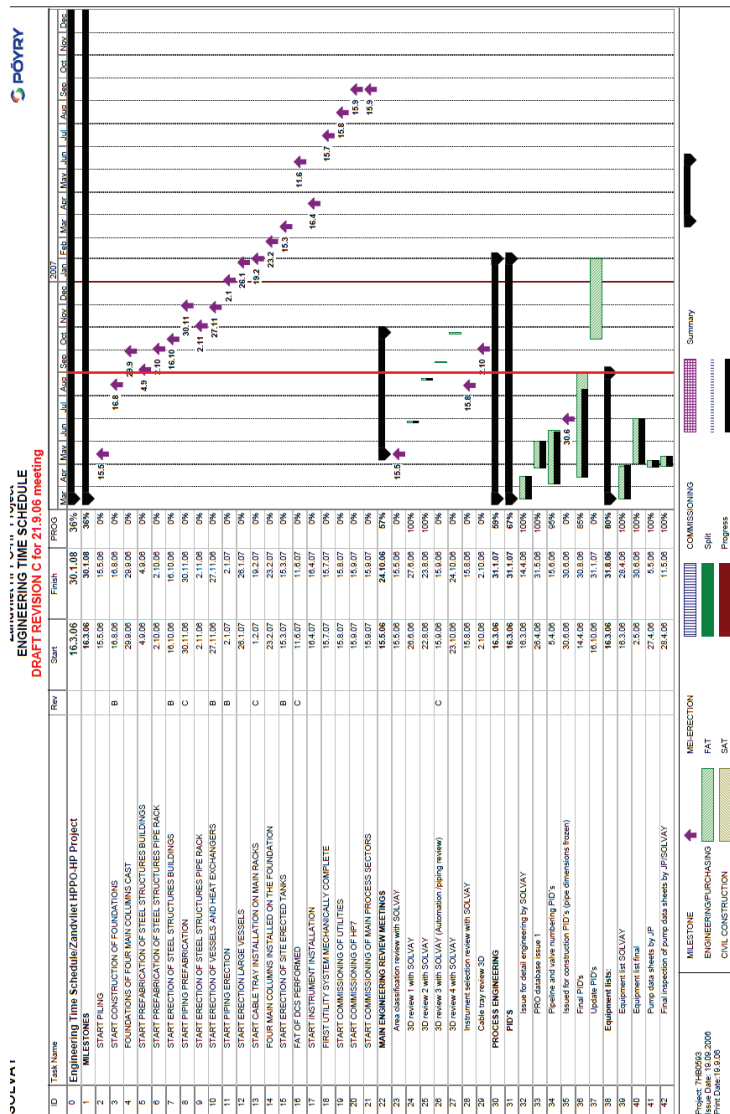 SOLVAY
PÖYRY
Zandvliet HPPO-HP Project
ENGINEERING TIME SCHEDULE
DRAFT REVISION C for 21.9.06 meeting
ID Task Name Rev Start Finish PROG 2007
Mar Apr May Jun Jul Aug Sep Oct Nov Dec Jan Feb Mar Apr May Jun Jul Aug Sep Oct Nov Dec
0 Engineering Time Schedule/Zandvliet HPPO-HP Project 16.3.06 30.1.08 36%
1 MILESTONES 16.3.06 30.1.08 36%
2 START PILING 15.5.06 15.5.06 0% 15.5
3 START CONSTRUCTION OF FOUNDATIONS B 16.8.06 16.8.06 0% 16.8
4 FOUNDATIONS OF FOUR MAIN COLUMNS CAST 29.9.06 29.9.06 0% 29.9
5 START PREFABRICATION OF STEEL STRUCTURES BUILDINGS 4.9.06 4.9.06 0% 4.9
6 START PREFABRICATION OF STEEL STRUCTURES PIPE RACK 2.10.06 2.10.06 0% 2.10
7 START ERECTION OF STEEL STRUCTURES BUILDINGS B 16.10.06 16.10.06 0% 16.10
8 START PIPING PREFABRICATION C 30.11.06 30.11.06 0% 30.11
9 START ERECTION OF STEEL STRUCTURES PIPE RACK 2.11.06 2.11.06 0% 2.11
10 START ERECTION OF VESSELS AND HEAT EXCHANGERS B 27.11.06 27.11.06 0% 27.11
11 START PIPING ERECTION B 2.1.07 2.1.07 0% 2.1
12 START ERECTION LARGE VESSELS 26.1.07 26.1.07 0% 26.1
13 START CABLE TRAY INSTALLATION ON MAIN RACKS C 1.2.07 19.2.07 0% 19.2
14 FOUR MAIN COLUMNS INSTALLED ON THE FOUNDATION 23.2.07 23.2.07 0% 23.2
15 START ERECTION OF SITE ERECTED TANKS B 15.3.07 15.3.07 0% 15.3
16 FAT OF DCS PERFORMED C 11.6.07 11.6.07 0% 11.6
17 START INSTRUMENT INSTALLATION 16.4.07 16.4.07 0% 16.4
18 FIRST UTILITY SYSTEM MECHANICALLY COMPLETE 15.7.07 15.7.07 0% 15.7
19 START COMMISSIONING OF UTILITIES 15.8.07 15.8.07 0% 15.8
20 START COMMISSIONING OF HP7 15.9.07 15.9.07 0% 15.9
21 START COMMISSIONING OF MAIN PROCESS SECTORS 15.9.07 15.9.07 0% 15.9
22 MAIN ENGINEERING REVIEW MEETINGS 15.5.06 24.10.06 57%
23 Area classification review with SOLVAY 15.5.06 15.5.06 0% 15.5
24 3D review 1 with SOLVAY 26.6.06 27.6.06 100%
25 3D review 2 with SOLVAY 22.8.06 23.8.06 100%
26 3D review 3 with SOLVAY (Automation /piping review) C 15.9.06 15.9.06 0%
27 3D review 4 with SOLVAY 23.10.06 24.10.06 0%
28 Instrument selection review with SOLVAY 15.8.06 15.8.06 0% 15.8
29 Cable tray review 3D 2.10.06 2.10.06 0% 2.10
30 PROCESS ENGINEERING 16.3.06 31.1.07 59%
31 PID'S 16.3.06 31.1.07 67%
32 Issue for detail engineering by SOLVAY 16.3.06 14.4.06 100%
33 PRO database issue 1 26.4.06 31.5.06 100%
34 Pipeline and valve numbering PID's 5.4.06 15.6.06 95%
35 Issued for construction PID's (pipe dimensions frozen) 30.6.06 30.6.06 0% 30.6
36 Final PID's 14.4.06 30.8.06 85%
37 Update PID's 16.10.06 31.1.07 0%
38 Equipment lists: 16.3.06 31.8.06 80%
39 Equipment list SOLVAY 16.3.06 28.4.06 100%
40 Equipment list final 2.5.06 30.6.06 100%
41 Pump data sheets by JP 27.4.06 5.5.06 100%
42 Final inspection of pump data sheets by JP/SOLVAY 28.4.06 11.5.06 100%
Project: 7HB0593
Issue Date: 19.09.2006
Print Date:19.9.06
MILESTONE MEI-ERECTION COMMISSIONING Summary
ENGINEERING/PURCHASING FAT Split
CIVIL CONSTRUCTION SAT Progress